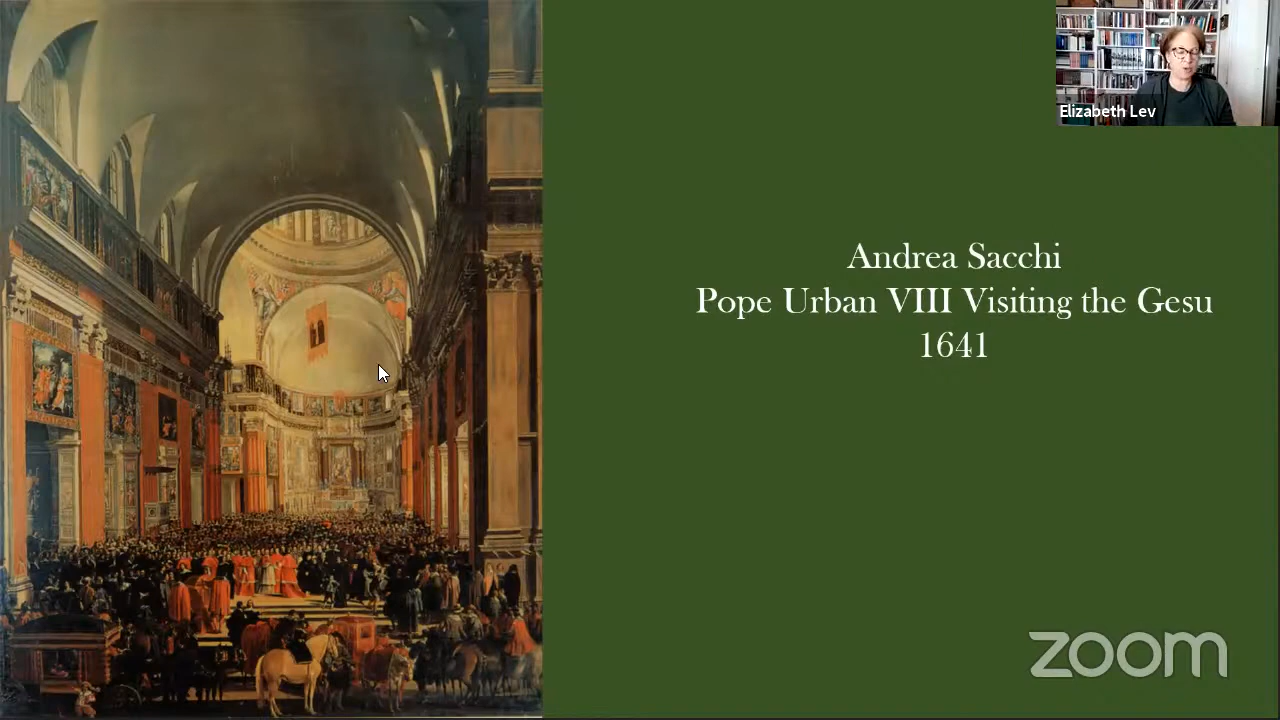 Elizabeth Lev
Andrea Sacchi
Pope Urban VIII Visiting the Gesu
1641
zoom